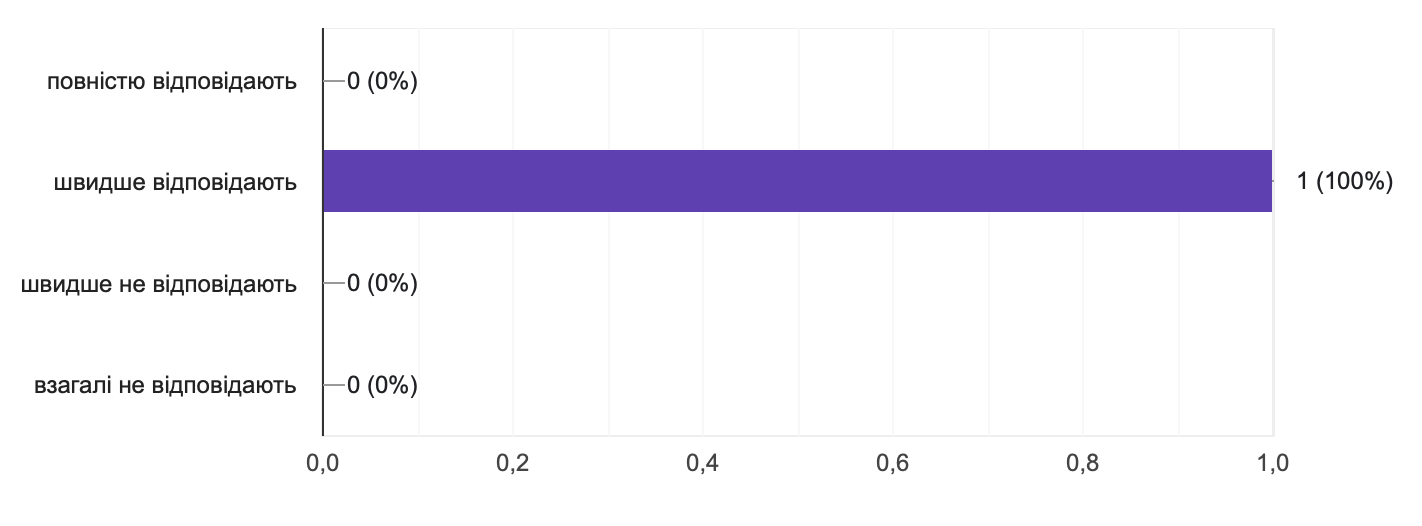 повністю відповідають 0 (0%)
швидше відповідають 1 (100%)
швидше не відповідають 0 (0%)
взагалі не відповідають 0 (0%)
0,0 0,2 0,4 0,6 0,8 1,0